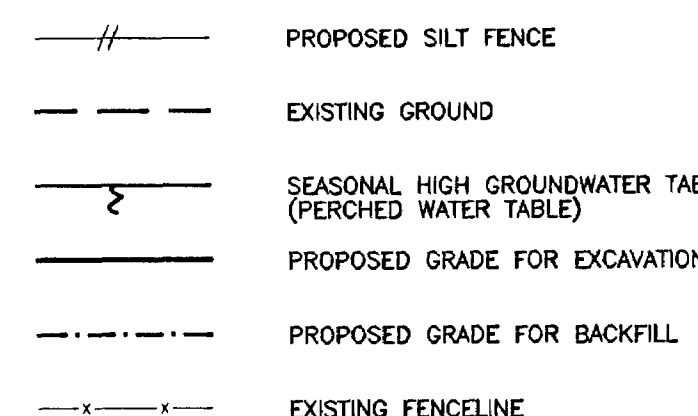 PROPOSED SILT FENCE
EXISTING GROUND
SEASONAL HIGH GROUNDWATER TAB
(PERCHED WATER TABLE)
PROPOSED GRADE FOR EXCAVATION
PROPOSED GRADE FOR BACKFILL
x x EXISTING FENCELINE